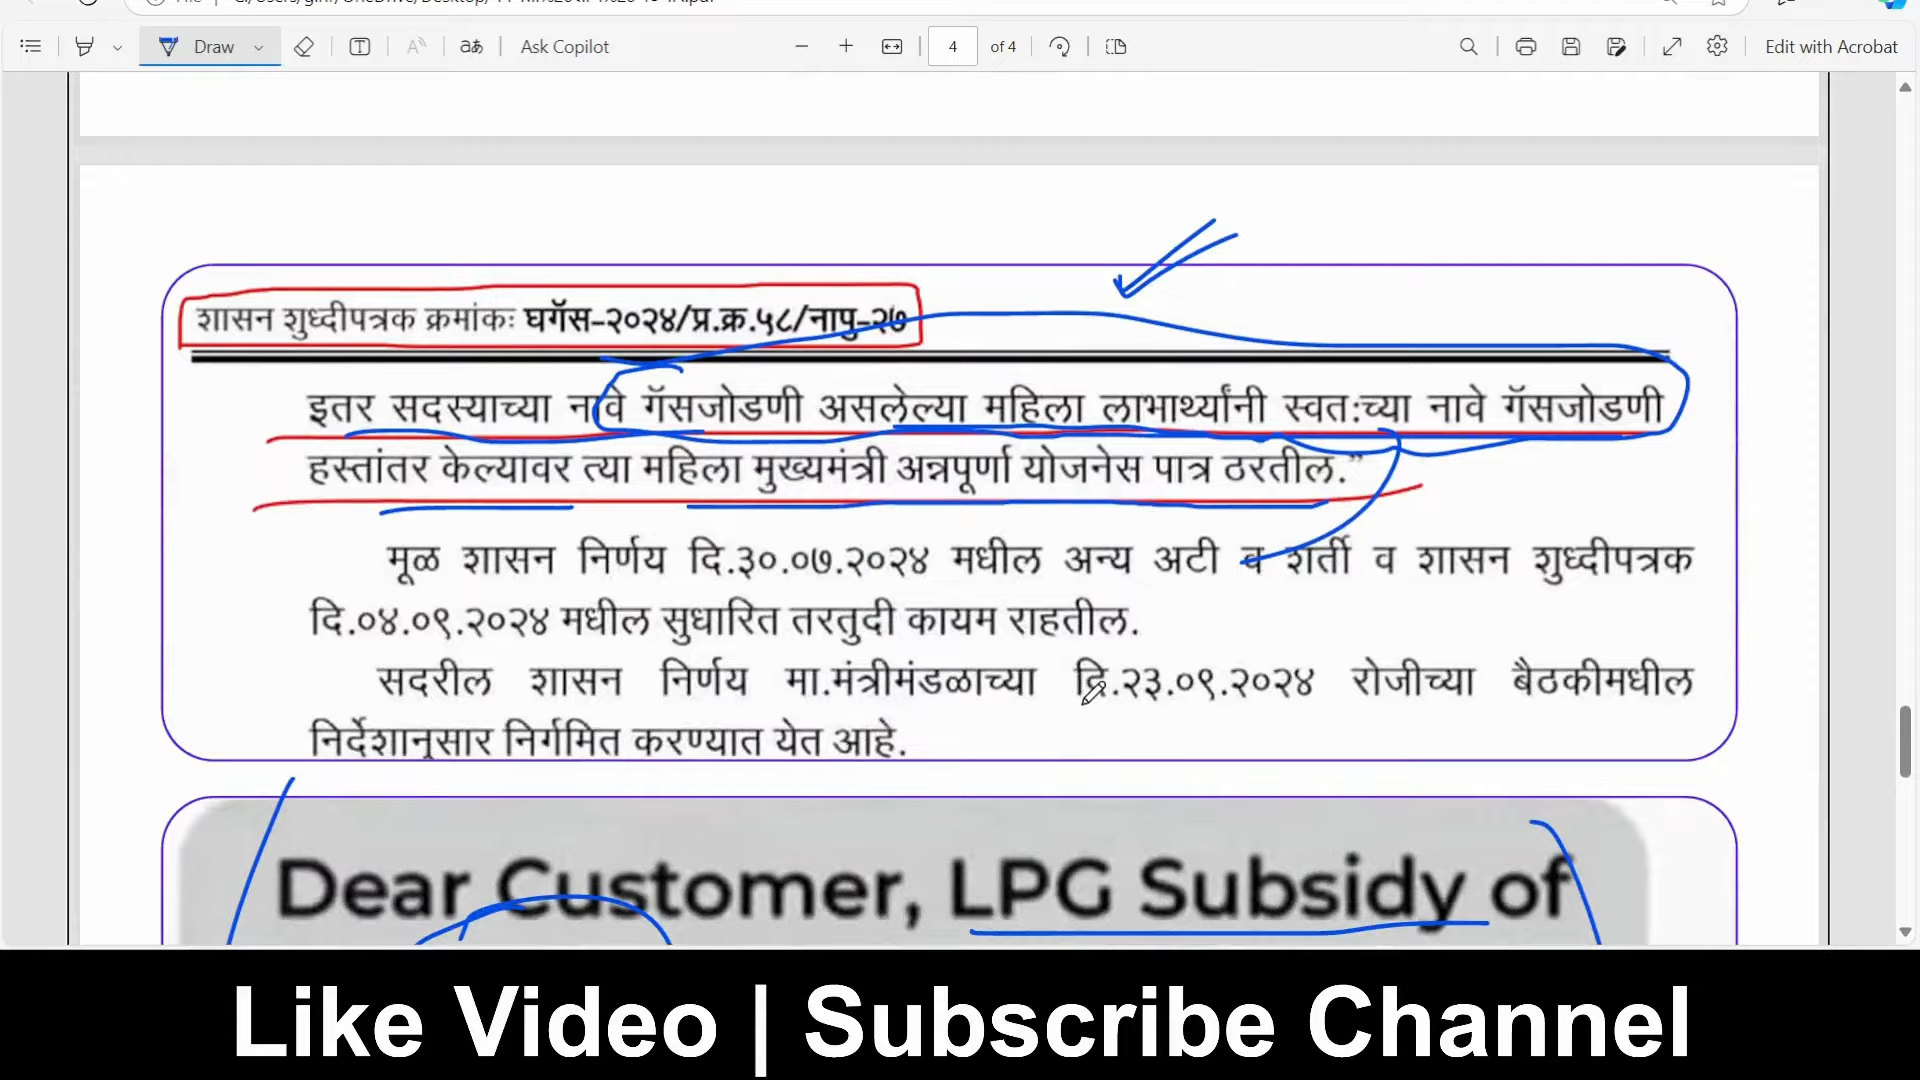 Draw
Ask Copilot
4 of 4
Edit with Acrobat
शासन शुध्दीपत्रक क्रमांकः घगॅस-२०२४/प्र.क्र.५८/नापु-२७
इतर सदस्याच्या नावे गॅसजोडणी असलेल्या महिला लाभार्थ्यांनी स्वत:च्या नावे गॅसजोडणी
हस्तांतर केल्यावर त्या महिला मुख्यमंत्री अन्नपूर्णा योजनेस पात्र ठरतील.”
मूळ शासन निर्णय दि.३०.०७.२०२४ मधील अन्य अटी व शर्ती व शासन शुध्दीपत्रक
दि.०४.०९.२०२४ मधील सुधारित तरतुदी कायम राहतील.
सदरील शासन निर्णय मा.मंत्रीमंडळाच्या दि.२३.०९.२०२४ रोजीच्या बैठकीमधील
निर्देशानुसार निर्गमित करण्यात येत आहे.
Dear Customer, LPG Subsidy of
Like Video | Subscribe Channel